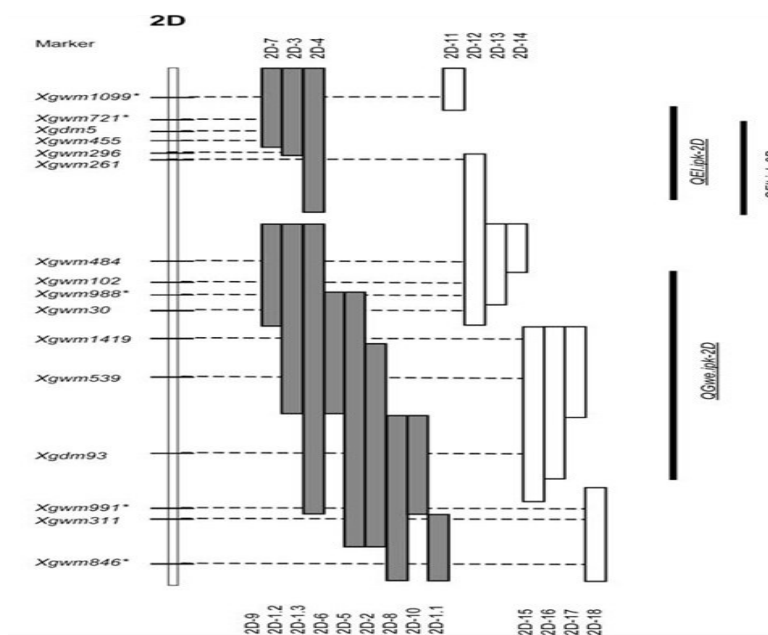 2D
Marker
2D-7
2D-3
2D-4
2D-11
2D-12
2D-13
2D-14
Xgwm1099*
Xgwm721*
Xgdm5
Xgwm455
Xgwm296
Xgwm261
Xgwm484
Xgwm102
Xgwm988*
Xgwm30
Xgwm1419
Xgwm539
Xgdm93
Xgwm991*
Xgwm311
Xgwm846*
QEl.ipk-2D
QGwe.ipk-2D
2D-9
2D-1.2
2D-1.3
2D-6
2D-5
2D-2
2D-8
2D-10
2D-1.1
2D-15
2D-16
2D-17
2D-18